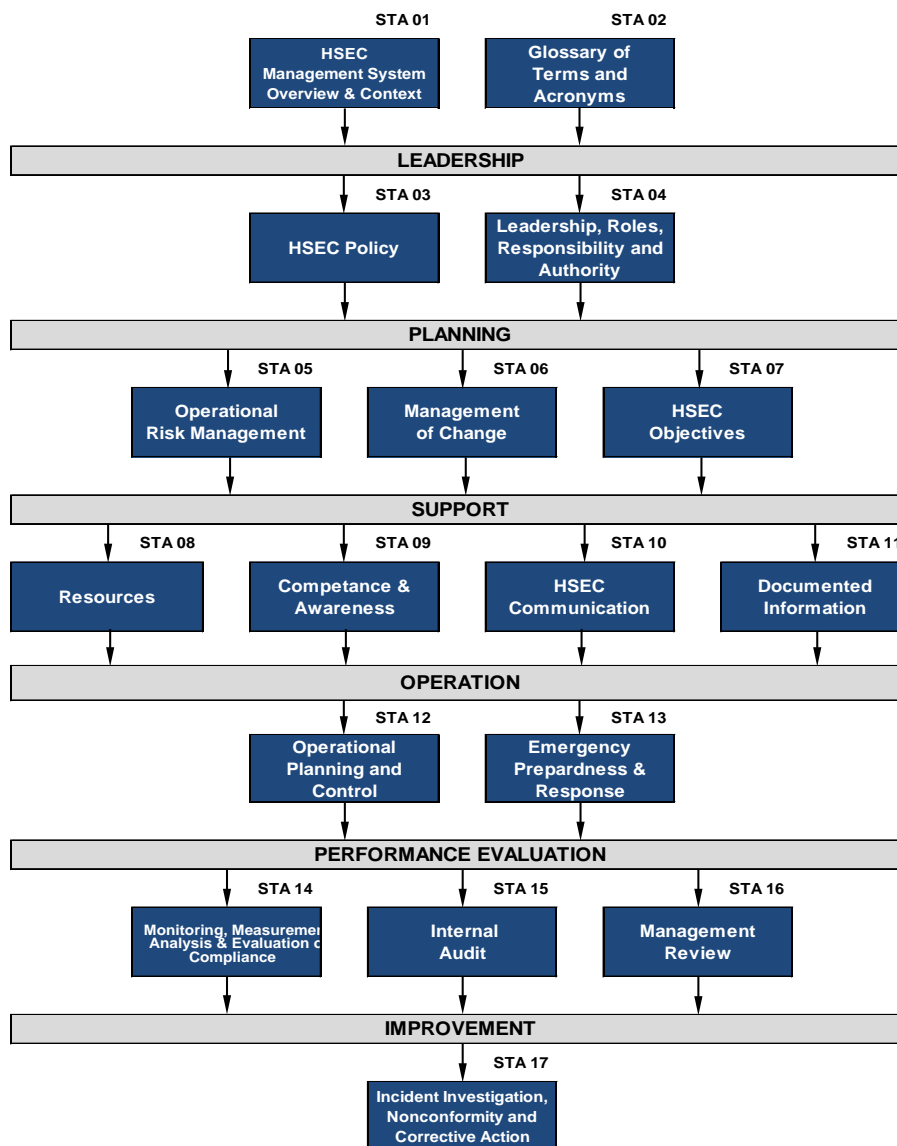 STA 01
STA 02
HSEC
Management System
Overview & Context
Glossary of
Terms and
Acronyms
LEADERSHIP
STA 03
STA 04
HSEC Policy
Leadership, Roles,
Responsibility and
Authority
PLANNING
STA 05
STA 06
STA 07
Operational
Risk Management
Management
of Change
HSEC
Objectives
SUPPORT
STA 08
STA 09
STA 10
STA 11
Resources
Competance &
Awareness
HSEC
Communication
Documented
Information
OPERATION
STA 12
STA 13
Operational
Planning and
Control
Emergency
Prepardness &
Response
PERFORMANCE EVALUATION
STA 14
STA 15
STA 16
Monitoring, Measuremen
Analysis & Evaluation o
Compliance
Internal
Audit
Management
Review
IMPROVEMENT
STA 17
Incident Investigation,
Nonconformity and
Corrective Action